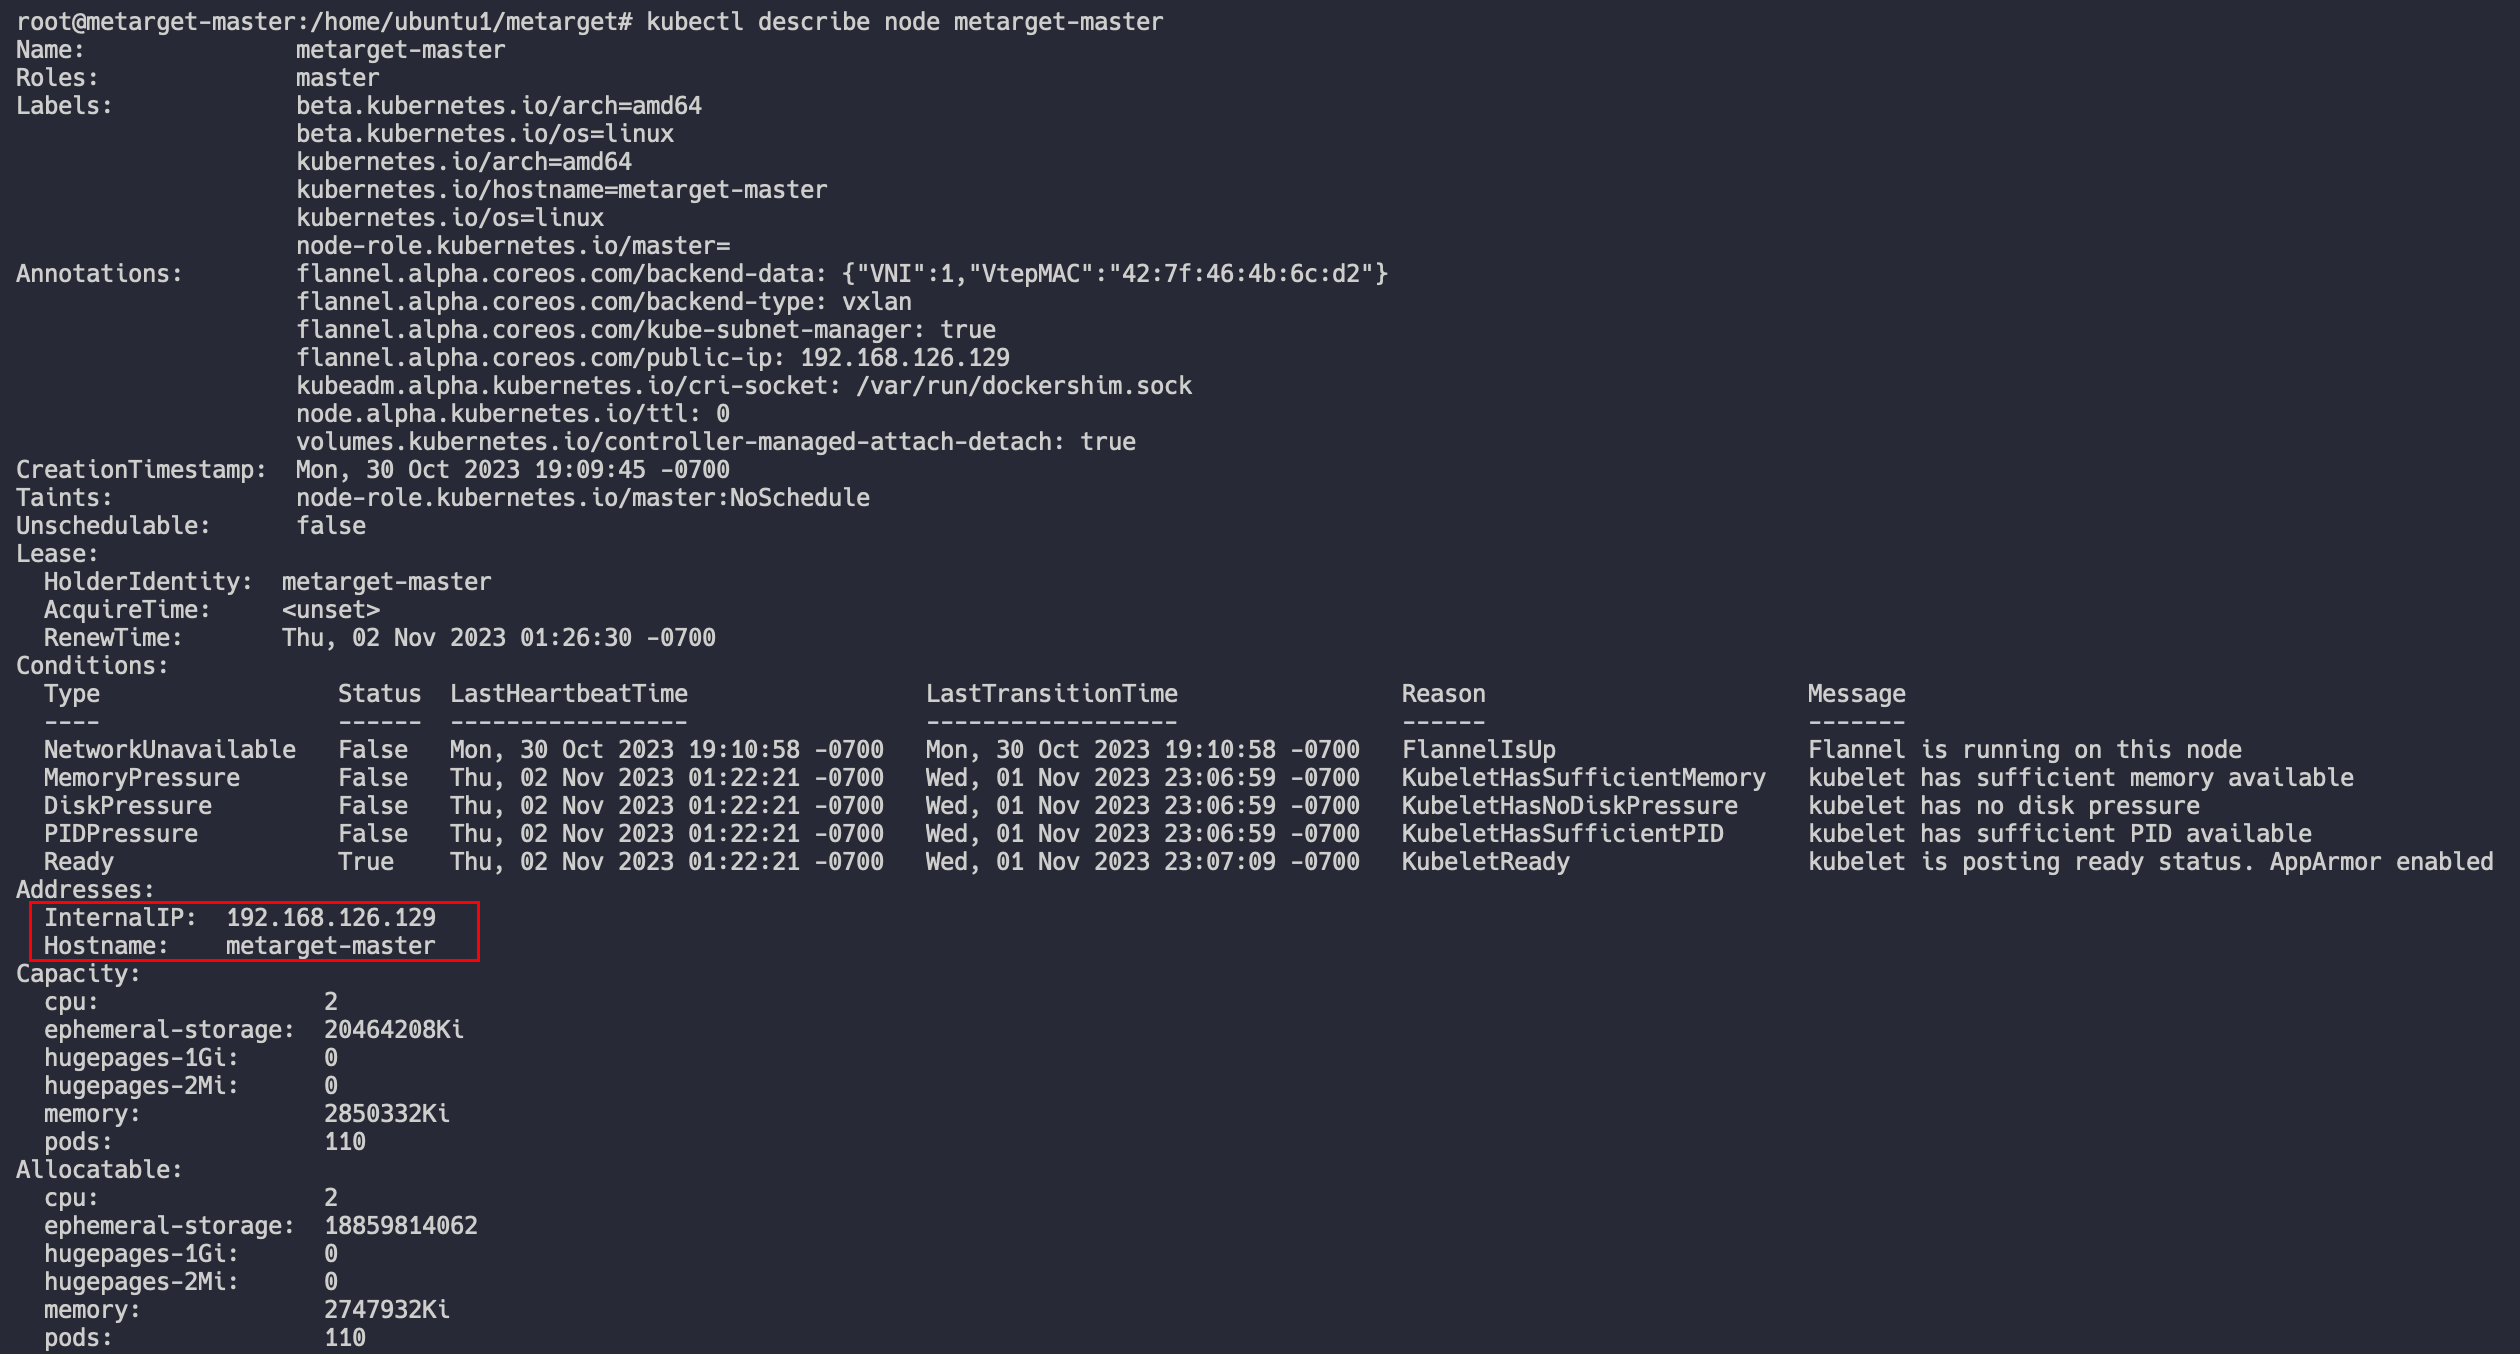 root@metarget-master:/home/ubuntu1/metarget# kubectl describe node metarget-master
Name:               metarget-master
Roles:              master
Labels:             beta.kubernetes.io/arch=amd64
                    beta.kubernetes.io/os=linux
                    kubernetes.io/arch=amd64
                    kubernetes.io/hostname=metarget-master
                    kubernetes.io/os=linux
                    node-role.kubernetes.io/master=
Annotations:        flannel.alpha.coreos.com/backend-data: {"VNI":1,"VtepMAC":"42:7f:46:4b:6c:d2"}
                    flannel.alpha.coreos.com/backend-type: vxlan
                    flannel.alpha.coreos.com/kube-subnet-manager: true
                    flannel.alpha.coreos.com/public-ip: 192.168.126.129
                    kubeadm.alpha.kubernetes.io/cri-socket: /var/run/dockershim.sock
                    node.alpha.kubernetes.io/ttl: 0
                    volumes.kubernetes.io/controller-managed-attach-detach: true
CreationTimestamp:  Mon, 30 Oct 2023 19:09:45 -0700
Taints:             node-role.kubernetes.io/master:NoSchedule
Unschedulable:      false
Lease:
  HolderIdentity:  metarget-master
  AcquireTime:     <unset>
  RenewTime:       Thu, 02 Nov 2023 01:26:30 -0700
Conditions:
  Type                 Status  LastHeartbeatTime                 LastTransitionTime                Reason                       Message
  ----                 ------  -----------------                 ------------------                ------                       -------
  NetworkUnavailable   False   Mon, 30 Oct 2023 19:10:58 -0700   Mon, 30 Oct 2023 19:10:58 -0700   FlannelIsUp                  Flannel is running on this node
  MemoryPressure       False   Thu, 02 Nov 2023 01:22:21 -0700   Wed, 01 Nov 2023 23:06:59 -0700   KubeletHasSufficientMemory   kubelet has sufficient memory available
  DiskPressure         False   Thu, 02 Nov 2023 01:22:21 -0700   Wed, 01 Nov 2023 23:06:59 -0700   KubeletHasNoDiskPressure     kubelet has no disk pressure
  PIDPressure          False   Thu, 02 Nov 2023 01:22:21 -0700   Wed, 01 Nov 2023 23:06:59 -0700   KubeletHasSufficientPID      kubelet has sufficient PID available
  Ready                True    Thu, 02 Nov 2023 01:22:21 -0700   Wed, 01 Nov 2023 23:07:09 -0700   KubeletReady                 kubelet is posting ready status. AppArmor enabled
Addresses:
  InternalIP:  192.168.126.129
  Hostname:    metarget-master
Capacity:
  cpu:                2
  ephemeral-storage:  20464208Ki
  hugepages-1Gi:      0
  hugepages-2Mi:      0
  memory:             2850332Ki
  pods:               110
Allocatable:
  cpu:                2
  ephemeral-storage:  18859814062
  hugepages-1Gi:      0
  hugepages-2Mi:      0
  memory:             2747932Ki
  pods:               110